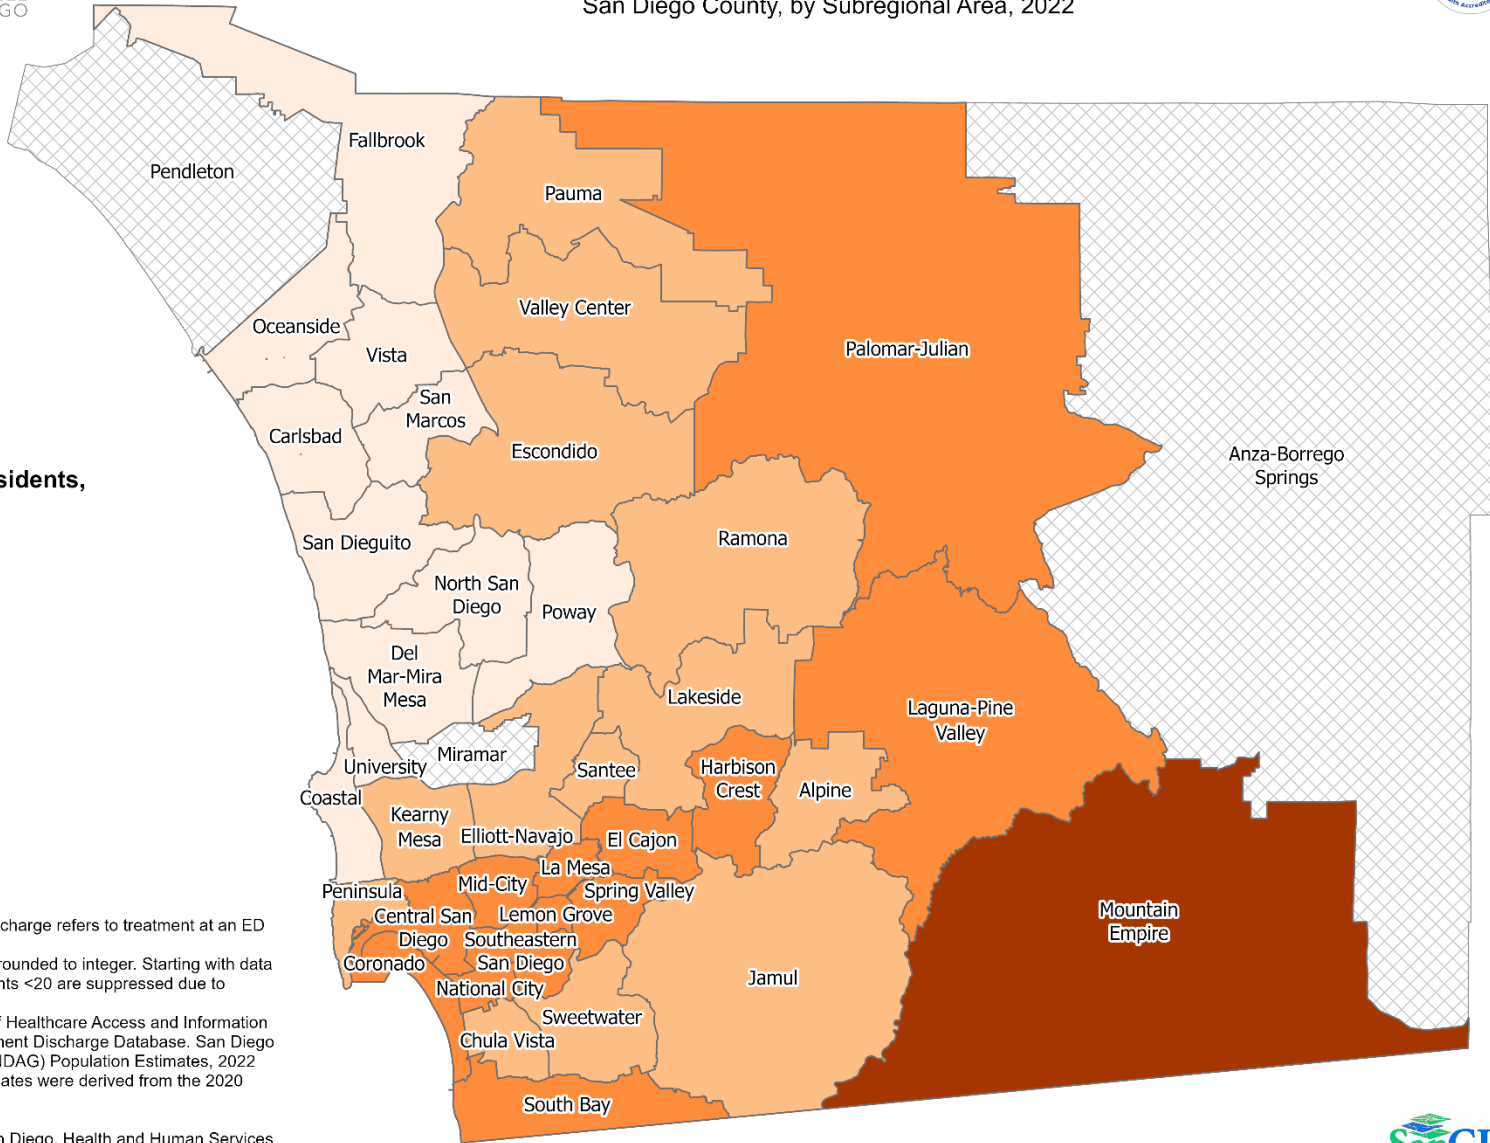 GO
San Diego County, by Subregional Area, 2022
Fallbrook
Pendleton
Pauma
Valley Center
Oceanside
Vista
Palomar-Julian
San
Marcos
Carlsbad
Escondido
Anza-Borrego
Springs
sidents,
San Dieguito
Ramona
North San
Diego
Poway
Del
Mar-Mira
Mesa
Lakeside
Laguna-Pine
Valley
Miramar
University
Santee
Harbison
Crest
Alpine
Coastal
Kearny
Mesa
Elliott-Navajo
El Cajon
La Mesa
Peninsula
Mid-City
Spring Valley
Central San
Diego
Lemon Grove
Southeastern
San Diego
Coronado
National City
Mountain
Empire
Jamul
Sweetwater
Chula Vista
South Bay
charge refers to treatment at an ED
rounded to integer. Starting with data
nts <20 are suppressed due to
f Healthcare Access and Information
ment Discharge Database. San Diego
NDAG) Population Estimates, 2022
ates were derived from the 2020
n Diego, Health and Human Services